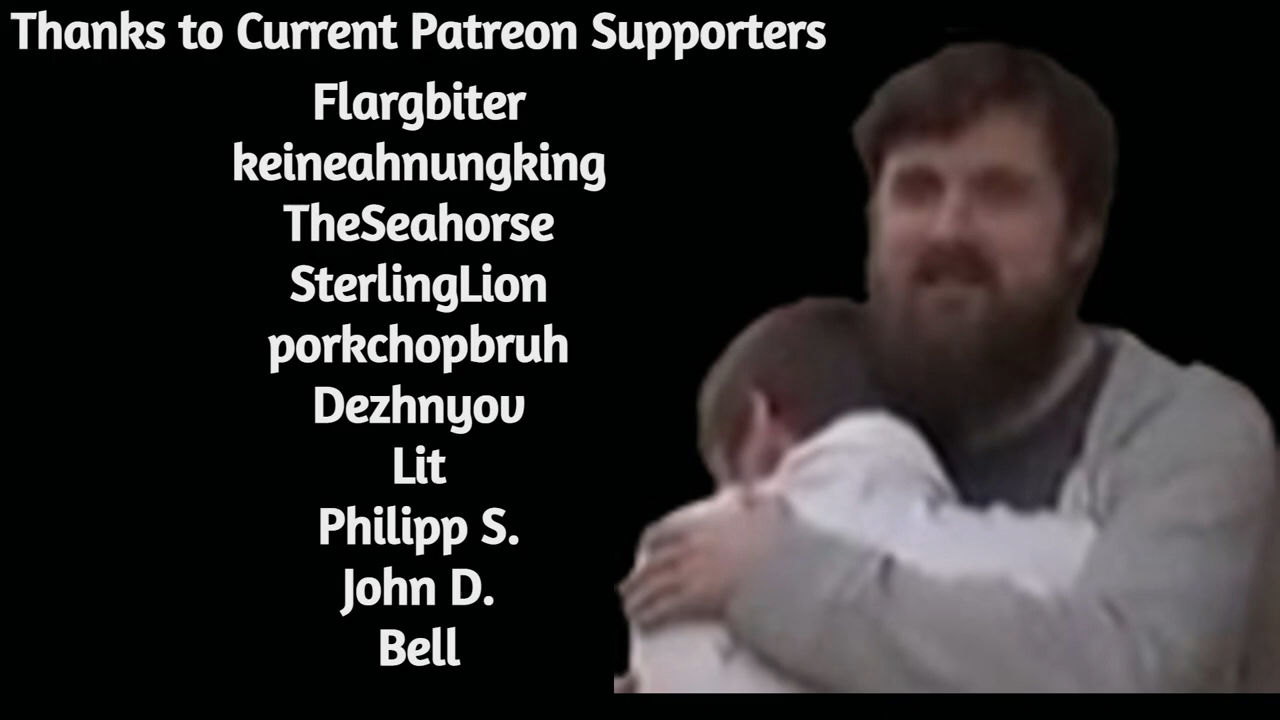 Thanks to Current Patreon Supporters
Flargbiter
keineahnungking
TheSeahorse
SterlingLion
porkchopbruh
Dezhnyov
Lit
Philipp S.
John D.
Bell